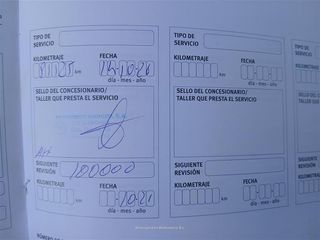 TIPO DE SERVICIO
TIPO DE SERVICIO
KILOMETRAJE FECHA
km 14-10-20
día - mes - año
KILOMETRAJE FECHA
km
día - mes - año
SELLO DEL CONCESIONARIO/
TALLER QUE PRESTA EL SERVICIO
SELLO DEL CONCESIONARIO/
TALLER QUE PRESTA EL SERVICIO
SIGUIENTE REVISIÓN 100000
KILOMETRAJE FECHA
km 10-21
día - mes - año
SIGUIENTE REVISIÓN
KILOMETRAJE FECHA
km
día - mes - año